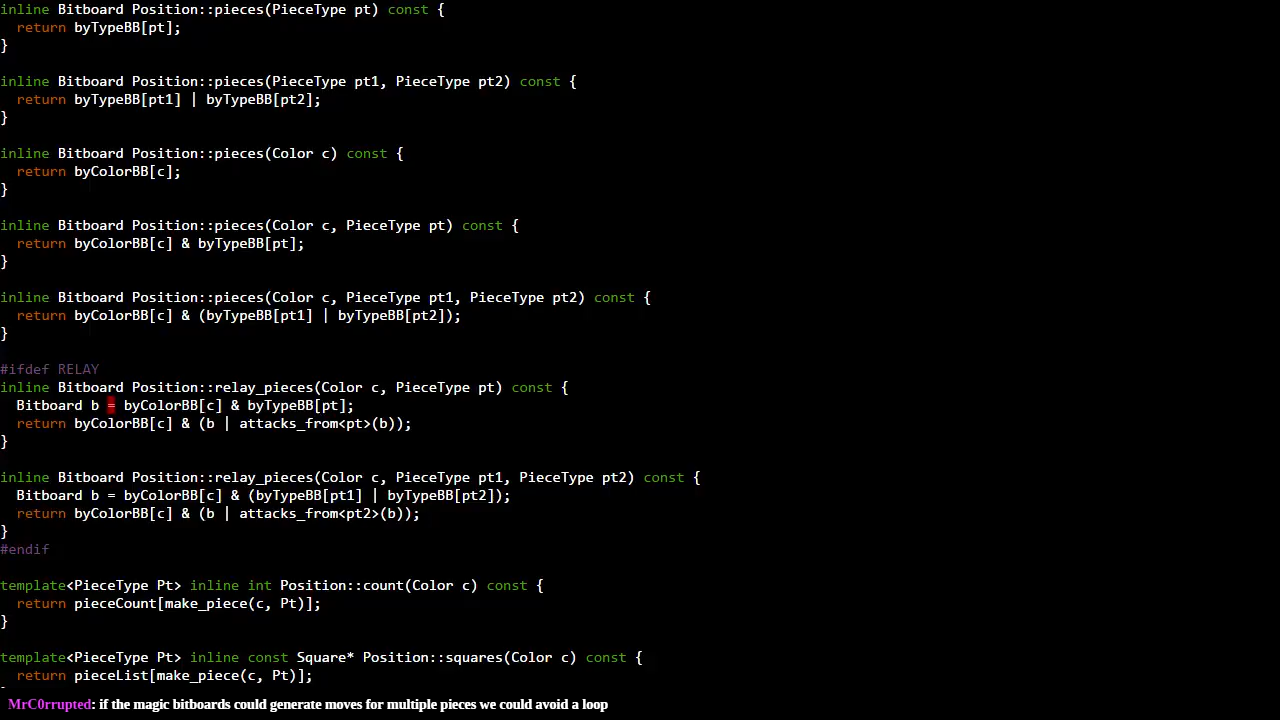 inline Bitboard Position::pieces(PieceType pt) const {
  return byTypeBB[pt];
}

inline Bitboard Position::pieces(PieceType pt1, PieceType pt2) const {
  return byTypeBB[pt1] | byTypeBB[pt2];
}

inline Bitboard Position::pieces(Color c) const {
  return byColorBB[c];
}

inline Bitboard Position::pieces(Color c, PieceType pt) const {
  return byColorBB[c] & byTypeBB[pt];
}

inline Bitboard Position::pieces(Color c, PieceType pt1, PieceType pt2) const {
  return byColorBB[c] & (byTypeBB[pt1] | byTypeBB[pt2]);
}

#ifdef RELAY
inline Bitboard Position::relay_pieces(Color c, PieceType pt) const {
  Bitboard b = byColorBB[c] & byTypeBB[pt];
  return byColorBB[c] & (b | attacks_from<pt>(b));
}

inline Bitboard Position::relay_pieces(Color c, PieceType pt1, PieceType pt2) const {
  Bitboard b = byColorBB[c] & (byTypeBB[pt1] | byTypeBB[pt2]);
  return byColorBB[c] & (b | attacks_from<pt2>(b));
}
#endif

template<PieceType Pt> inline int Position::count(Color c) const {
  return pieceCount[make_piece(c, Pt)];
}

template<PieceType Pt> inline const Square* Position::squares(Color c) const {
  return pieceList[make_piece(c, Pt)];
MrC0rrupted: if the magic bitboards could generate moves for multiple pieces we could avoid a loop